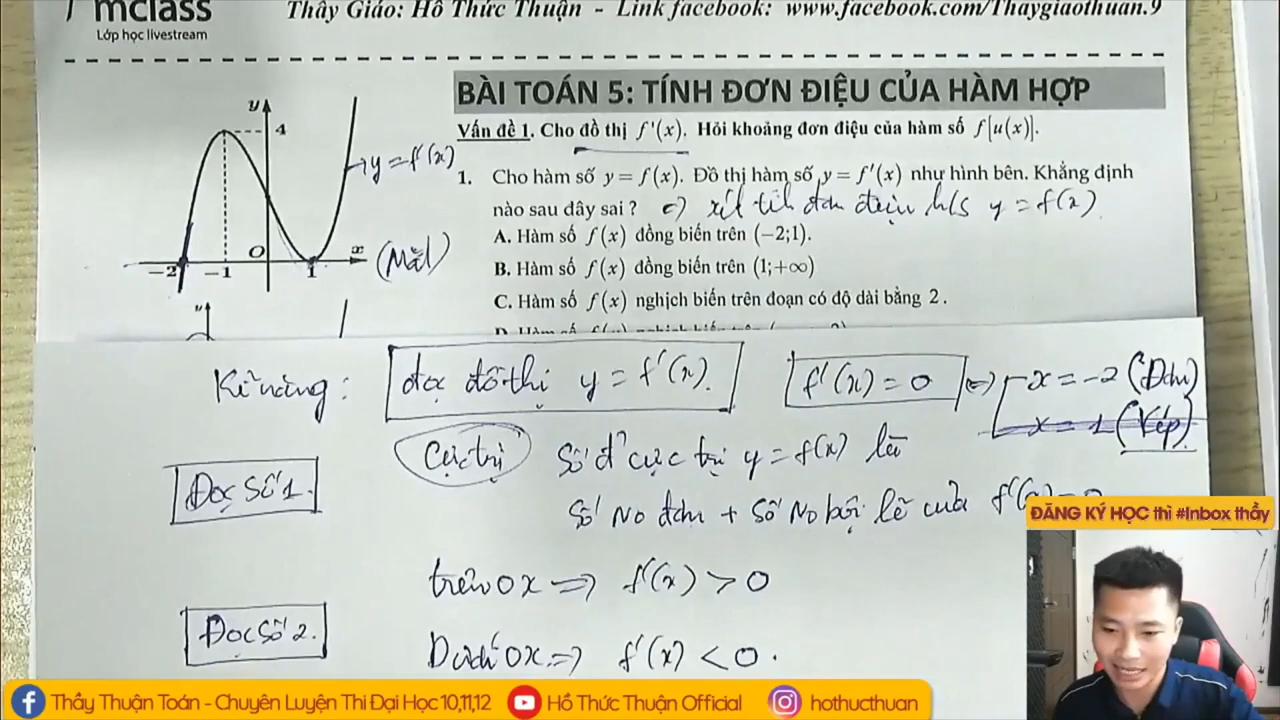 mclass
Lớp học livestream
Thầy Giáo: Hồ Thức Thuận - Link facebook: www.facebook.com/Thaygiaothuan.9
BÀI TOÁN 5: TÍNH ĐƠN ĐIỆU CỦA HÀM HỢP
Vấn đề 1. Cho đồ thị f'(x). Hỏi khoảng đơn điệu của hàm số f[u(x)].
y
4
y = f'(x)
O
x
-2
-1
1
(Mẫu)
1. Cho hàm số y = f(x). Đồ thị hàm số y = f'(x) như hình bên. Khẳng định
nào sau đây sai ? => xét tính đơn điệu h/s y = f(x)
A. Hàm số f(x) đồng biến trên (-2;1).
B. Hàm số f(x) đồng biến trên (1;+∞)
C. Hàm số f(x) nghịch biến trên đoạn có độ dài bằng 2.
Kĩ năng: đọc đồ thị y = f'(x). f'(x) = 0 <=> x = -2 (Đơn)
x = 1 (Kép)
Cực trị Số đ' cực trị y = f(x) là
Đọc Số 1. Số No đơn + Số No bội lẽ của
trên Ox => f'(x) > 0
Đọc Số 2.
Dưới Ox => f'(x) < 0.
ĐĂNG KÝ HỌC thì #Inbox thầy
Thầy Thuận Toán - Chuyên Luyện Thi Đại Học 10,11,12 Hồ Thức Thuận Official hothucthuan